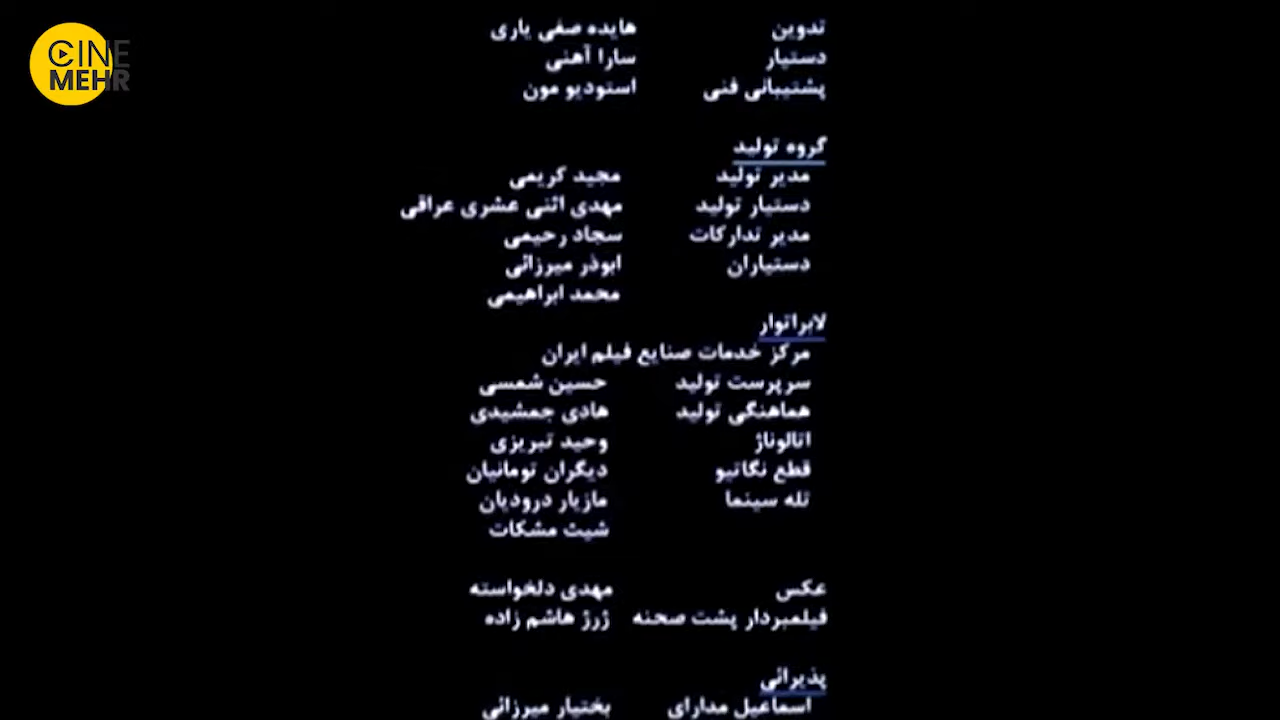 CINE
MEHR
تدوین هایده صفی یاری
دستیار سارا آهنی
پشتیبانی فنی استودیو مون
گروه تولید
مدیر تولید مجید کریمی
دستیار تولید مهدی اثنی عشری عراقی
مدیر تدارکات سجاد رحیمی
دستیاران ابوذر میرزائی
محمد ابراهیمی
لابراتوار
مرکز خدمات صنایع فیلم ایران
سرپرست تولید حسین شمسی
هماهنگی تولید هادی جمشیدی
اتالوناژ وحید تبریزی
قطع نگاتیو دیگران تومانیان
تله سینما مازیار درودیان
شیث مشکات
عکس مهدی دلخواسته
فیلمبردار پشت صحنه ژرژ هاشم زاده
پذیرائی
اسماعیل مدارای بختیار میرزائی